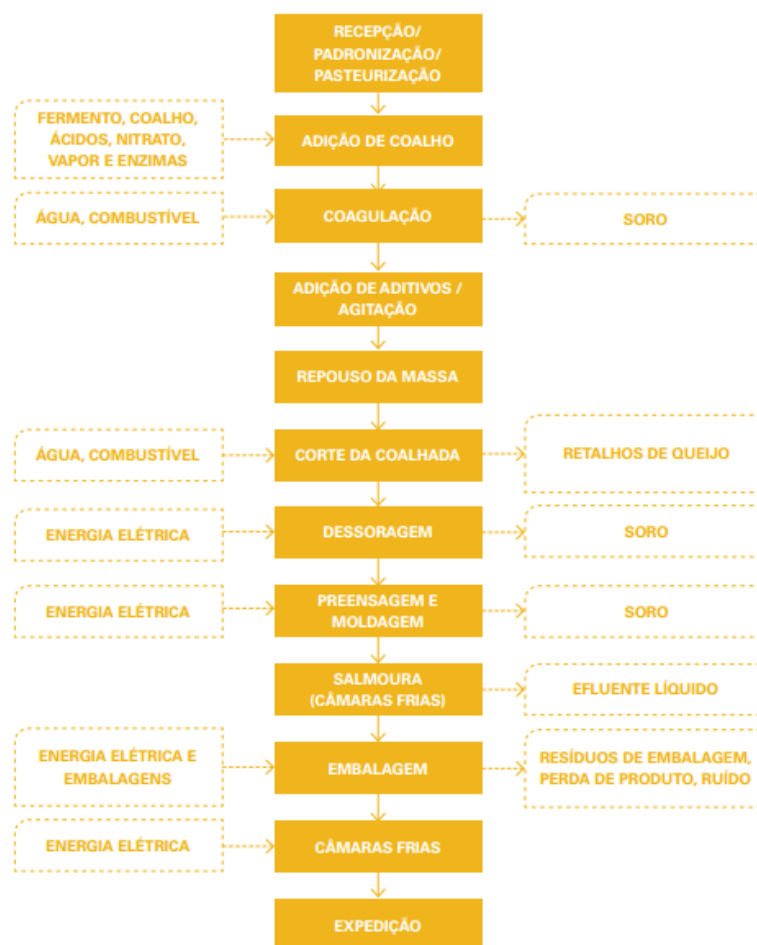 RECEPÇÃO/
PADRONIZAÇÃO/
PASTEURIZAÇÃO
FERMENTO, COALHO,
ÁCIDOS, NITRATO,
VAPOR E ENZIMAS
ADIÇÃO DE COALHO
ÁGUA, COMBUSTÍVEL
COAGULAÇÃO
SORO
ADIÇÃO DE ADITIVOS /
AGITAÇÃO
REPOUSO DA MASSA
ÁGUA, COMBUSTÍVEL
CORTE DA COALHADA
RETALHOS DE QUEIJO
ENERGIA ELÉTRICA
DESSORAGEM
SORO
ENERGIA ELÉTRICA
PREENSAGEM E
MOLDAGEM
SORO
SALMOURA
(CÂMARAS FRIAS)
EFLUENTE LÍQUIDO
ENERGIA ELÉTRICA E
EMBALAGENS
EMBALAGEM
RESÍDUOS DE EMBALAGEM,
PERDA DE PRODUTO, RUÍDO
ENERGIA ELÉTRICA
CÂMARAS FRIAS
EXPEDIÇÃO